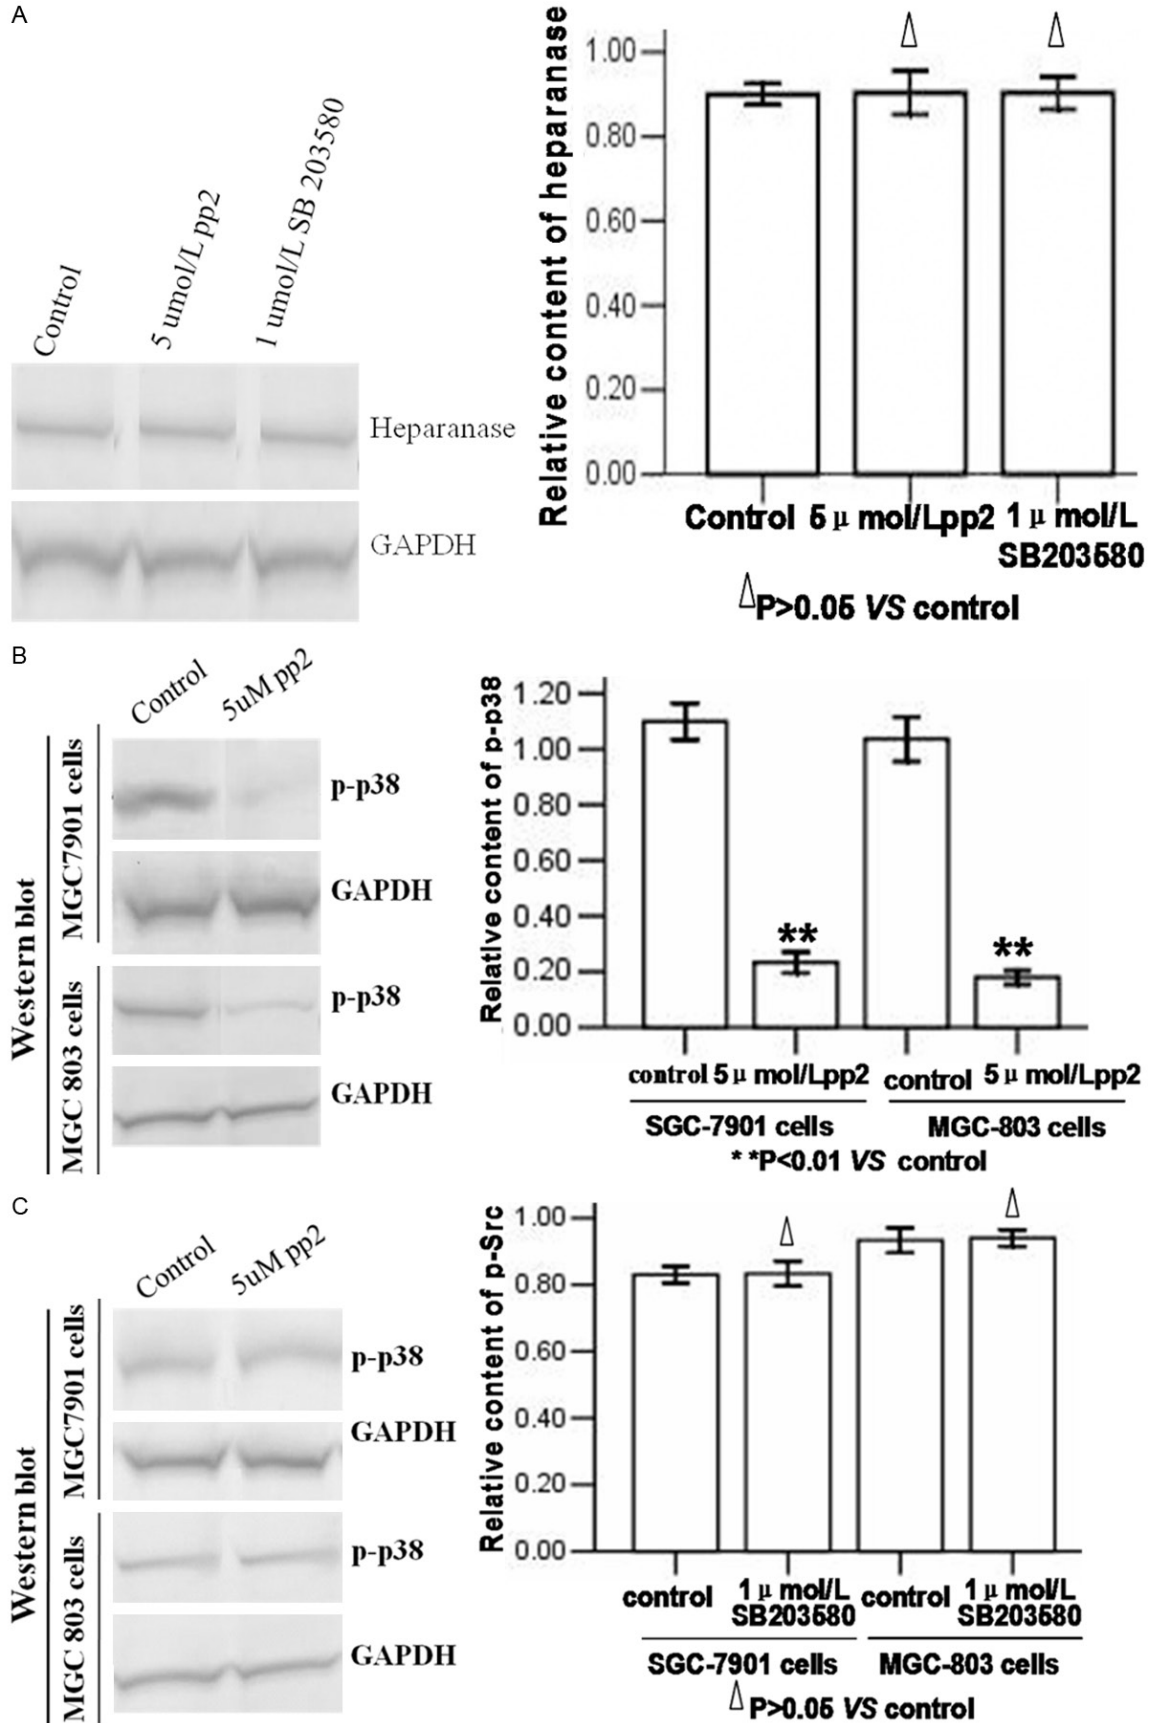 A
Control
5 umol/L pp2
1 umol/L SB 203580
Heparanase
GAPDH
Relative content of heparanase
1.00
0.80
0.60
0.40
0.20
0.00
Control 5 μ mol/Lpp2 1 μ mol/L
SB203580
△P>0.05 VS control
B
Control
5uM pp2
Western blot
MGC7901 cells
p-p38
GAPDH
MGC 803 cells
p-p38
GAPDH
Relative content of p-p38
1.20
1.00
0.80
0.60
0.40
0.20
0.00
**
**
control 5 μ mol/Lpp2 control 5 μ mol/Lpp2
SGC-7901 cells MGC-803 cells
* *P<0.01 VS control
C
Control
5uM pp2
Western blot
MGC7901 cells
p-p38
GAPDH
MGC 803 cells
p-p38
GAPDH
Relative content of p-Src
1.00
0.80
0.60
0.40
0.20
0.00
control 1 μ mol/L control 1 μ mol/L
SB203580 SB203580
SGC-7901 cells MGC-803 cells
△P>0.05 VS control